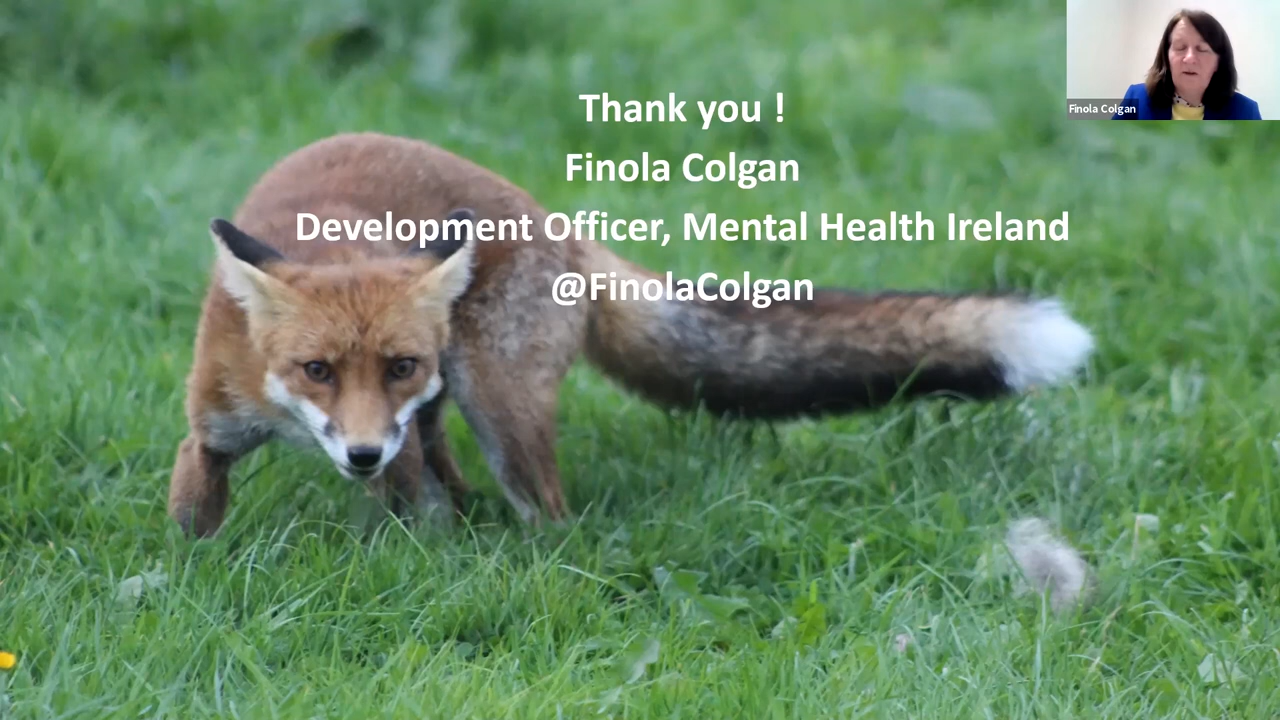 Thank you !
Finola Colgan
Development Officer, Mental Health Ireland
@FinolaColgan
Finola Colgan